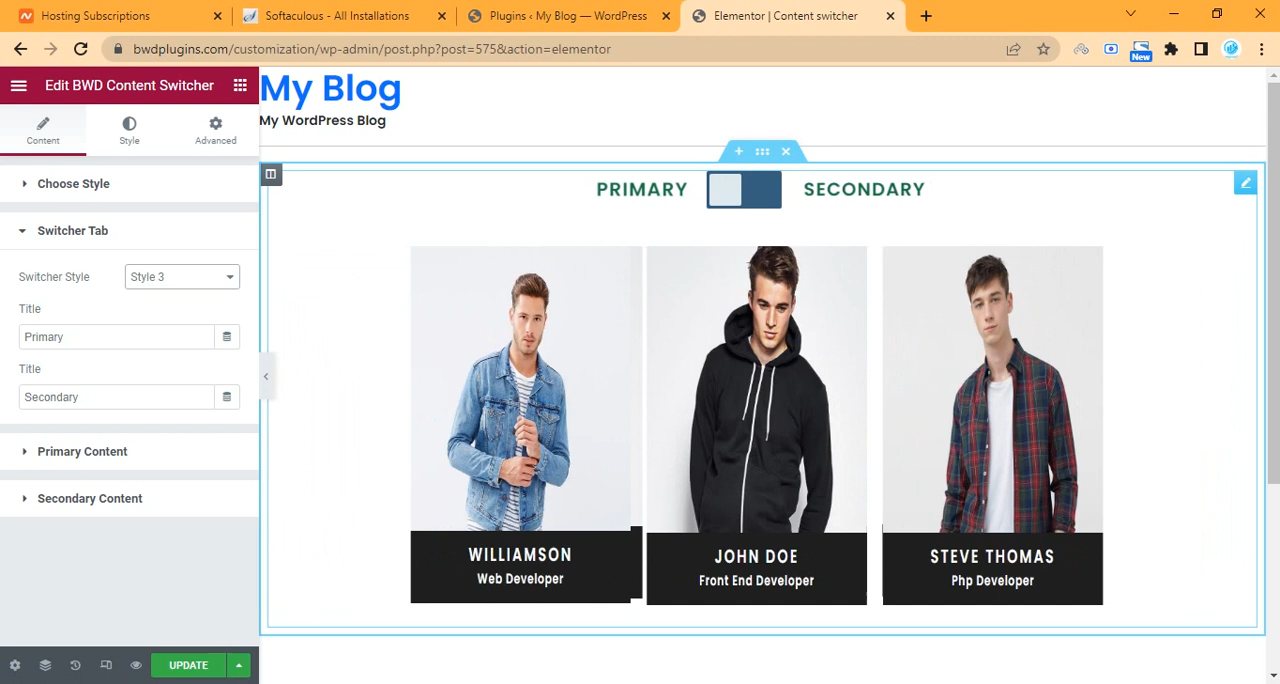 Hosting Subscriptions
Softaculous - All Installations
Plugins ‹ My Blog — WordPress
Elementor | Content switcher
bwdplugins.com/customization/wp-admin/post.php?post=575&action=elementor
New
Edit BWD Content Switcher
Content
Style
Advanced
Choose Style
Switcher Tab
Switcher Style
Style 3
Title
Primary
Title
Secondary
Primary Content
Secondary Content
UPDATE
My Blog
My WordPress Blog
PRIMARY
SECONDARY
WILLIAMSON
Web Developer
JOHN DOE
Front End Developer
STEVE THOMAS
Php Developer